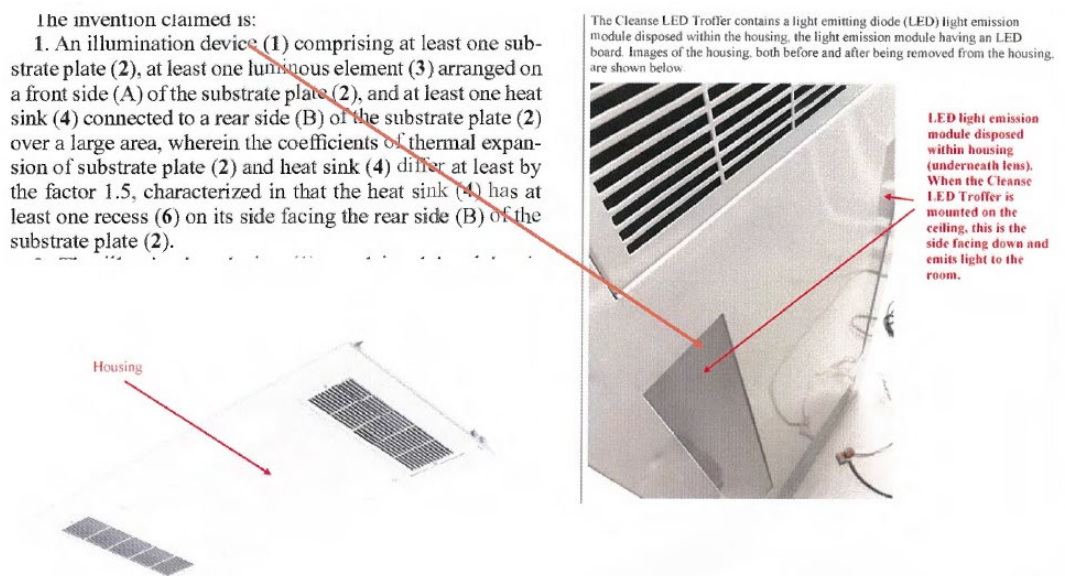 The invention claimed is:
1. An illumination device (1) comprising at least one sub-
strate plate (2), at least one luminous element (3) arranged on
a front side (A) of the substrate plate (2), and at least one heat
sink (4) connected to a rear side (B) of the substrate plate (2)
over a large area, wherein the coefficients of thermal expan-
sion of substrate plate (2) and heat sink (4) differ at least by
the factor 1.5, characterized in that the heat sink (4) has at
least one recess (6) on its side facing the rear side (B) of the
substrate plate (2).
Housing
The Cleanse LED Troffer contains a light emitting diode (LED) light emission
module disposed within the housing, the light emission module having an LED
board. Images of the housing, both before and after being removed from the housing,
are shown below
LED light emission
module disposed
within housing
(underneath lens).
When the Cleanse
LED Troffer is
mounted on the
ceiling, this is the
side facing down and
emits light to the
room.